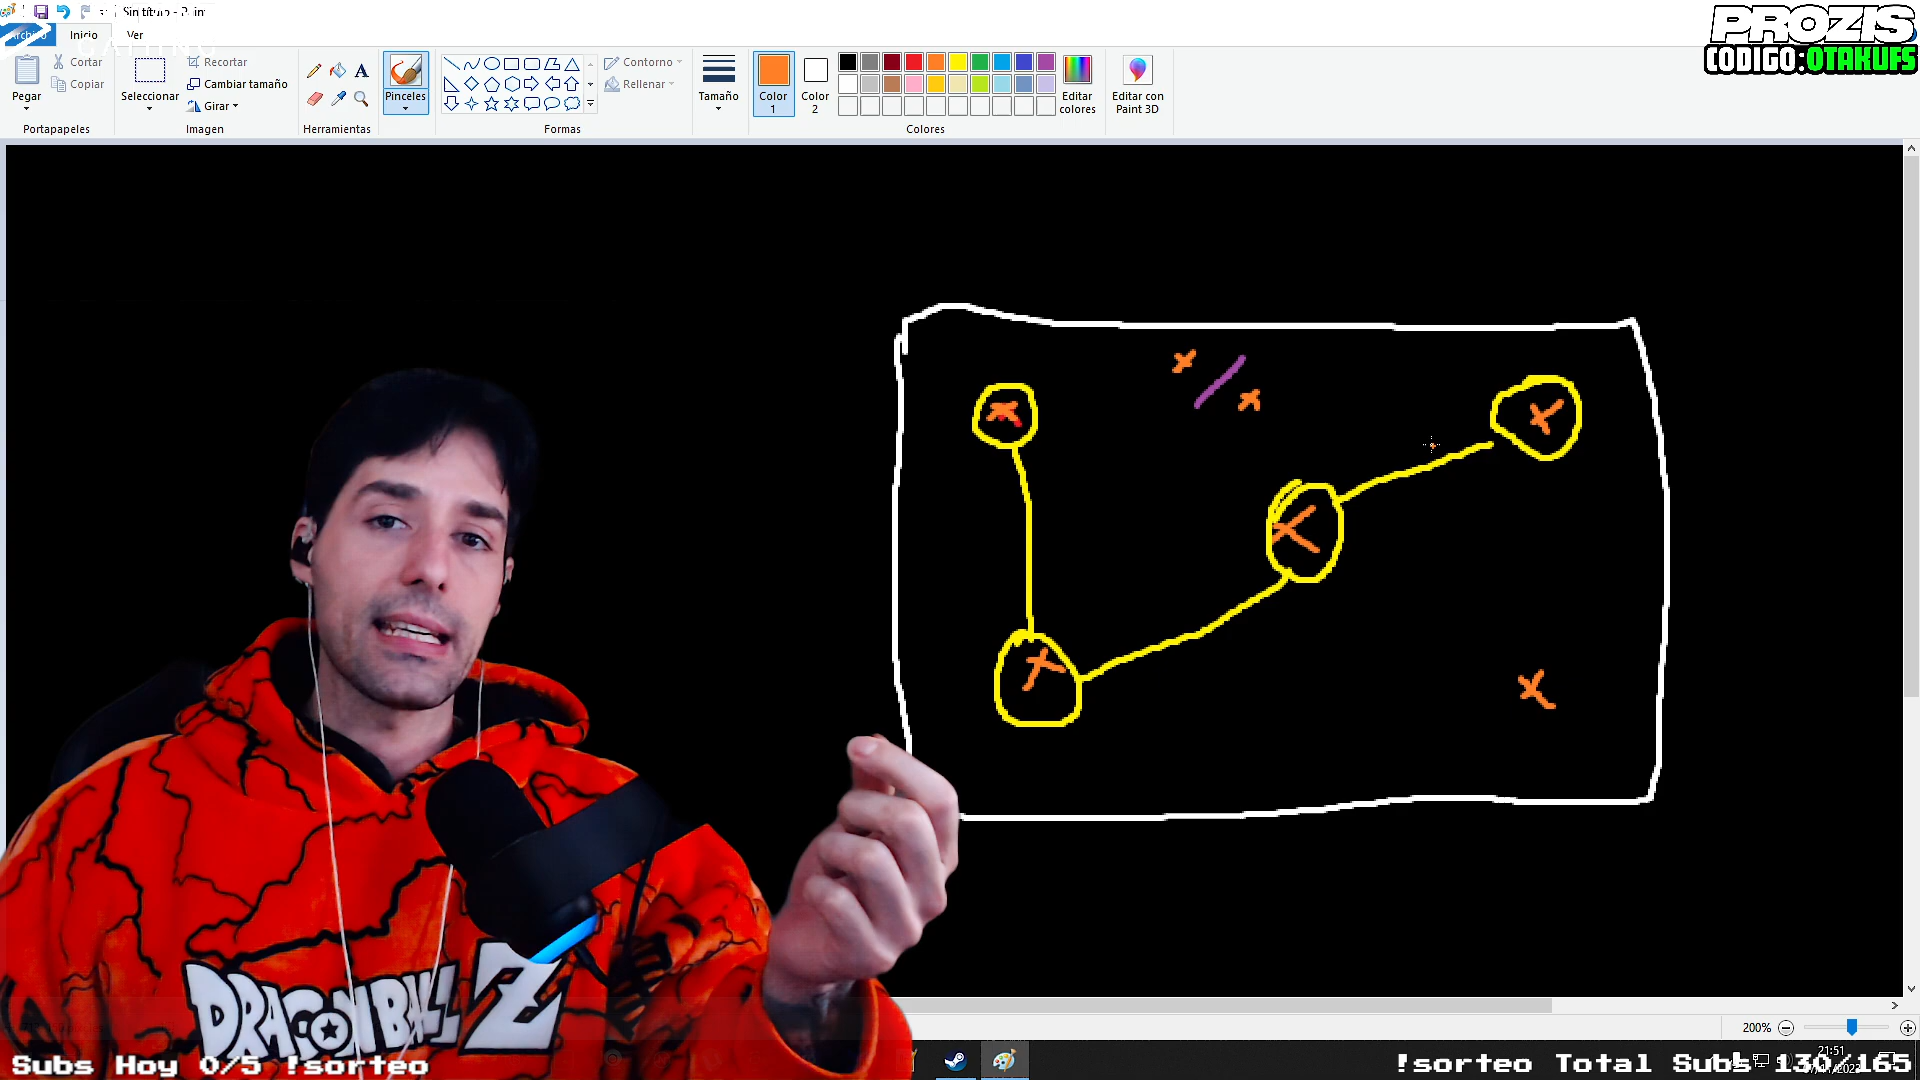 Sin título - Paint
Archivo Inicio Ver
GAMING
PROZIS
CODIGO:OTAKUFS
Pegar
Cortar
Copiar
Portapapeles
Seleccionar
Recortar
Cambiar tamaño
Girar
Imagen
A
Herramientas
Pinceles
Contorno
Rellenar
Formas
Tamaño
Color 1
Color 2
Editar colores
Colores
Editar con Paint 3D
DRAGONBALL Z
200%
21:51
Subs Hoy 0/5 !sorteo
!sorteo Total Subs 130/165